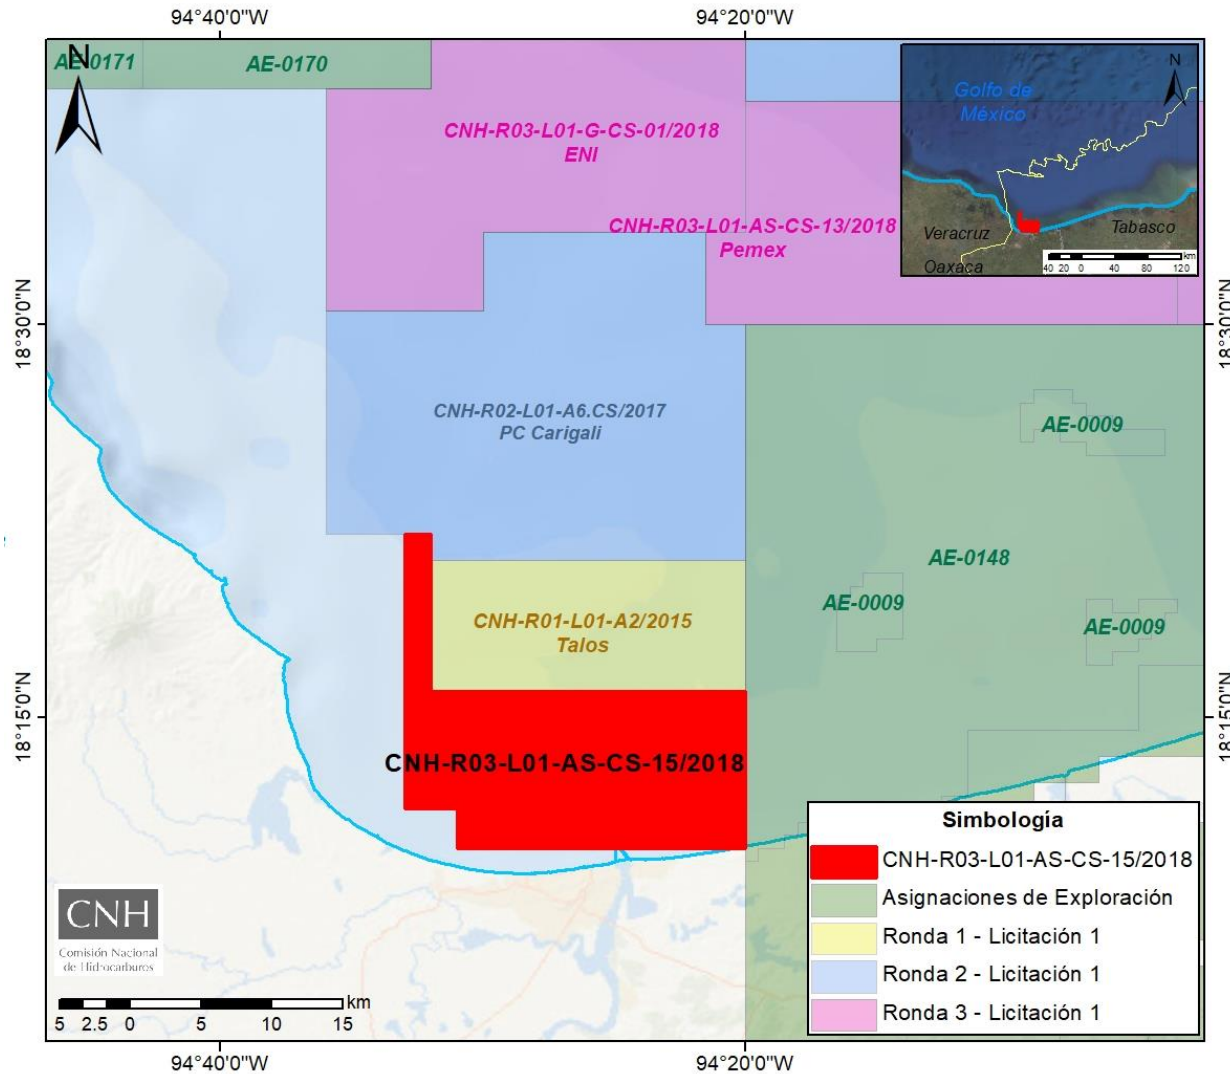 94°40'0"W
94°20'0"W
N
AE-0171
AE-0170
CNH-R03-L01-G-CS-01/2018
ENI
CNH-R03-L01-AS-CS-13/2018
Pemex
N
Golfo de
México
Veracruz
Tabasco
Oaxaca
40 20 0 40 80 120
km
18°30'0"N
18°30'0"N
CNH-R02-L01-A6.CS/2017
PC Carigali
AE-0009
AE-0148
AE-0009
AE-0009
CNH-R01-L01-A2/2015
Talos
18°15'0"N
18°15'0"N
CNH-R03-L01-AS-CS-15/2018
Simbología
CNH-R03-L01-AS-CS-15/2018
Asignaciones de Exploración
Ronda 1 - Licitación 1
Ronda 2 - Licitación 1
Ronda 3 - Licitación 1
CNH
Comisión Nacional
de Hidrocarburos
km
5 2.5 0 5 10 15
94°40'0"W
94°20'0"W